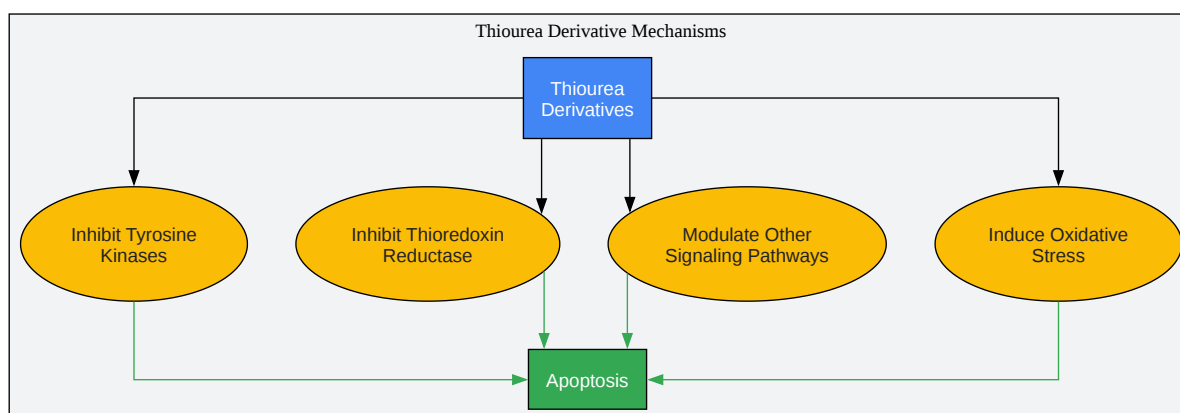 Thiourea Derivative Mechanisms
Thiourea
Derivatives
Inhibit Tyrosine
Kinases
Inhibit Thioredoxin
Reductase
Modulate Other
Signaling Pathways
Induce Oxidative
Stress
Apoptosis